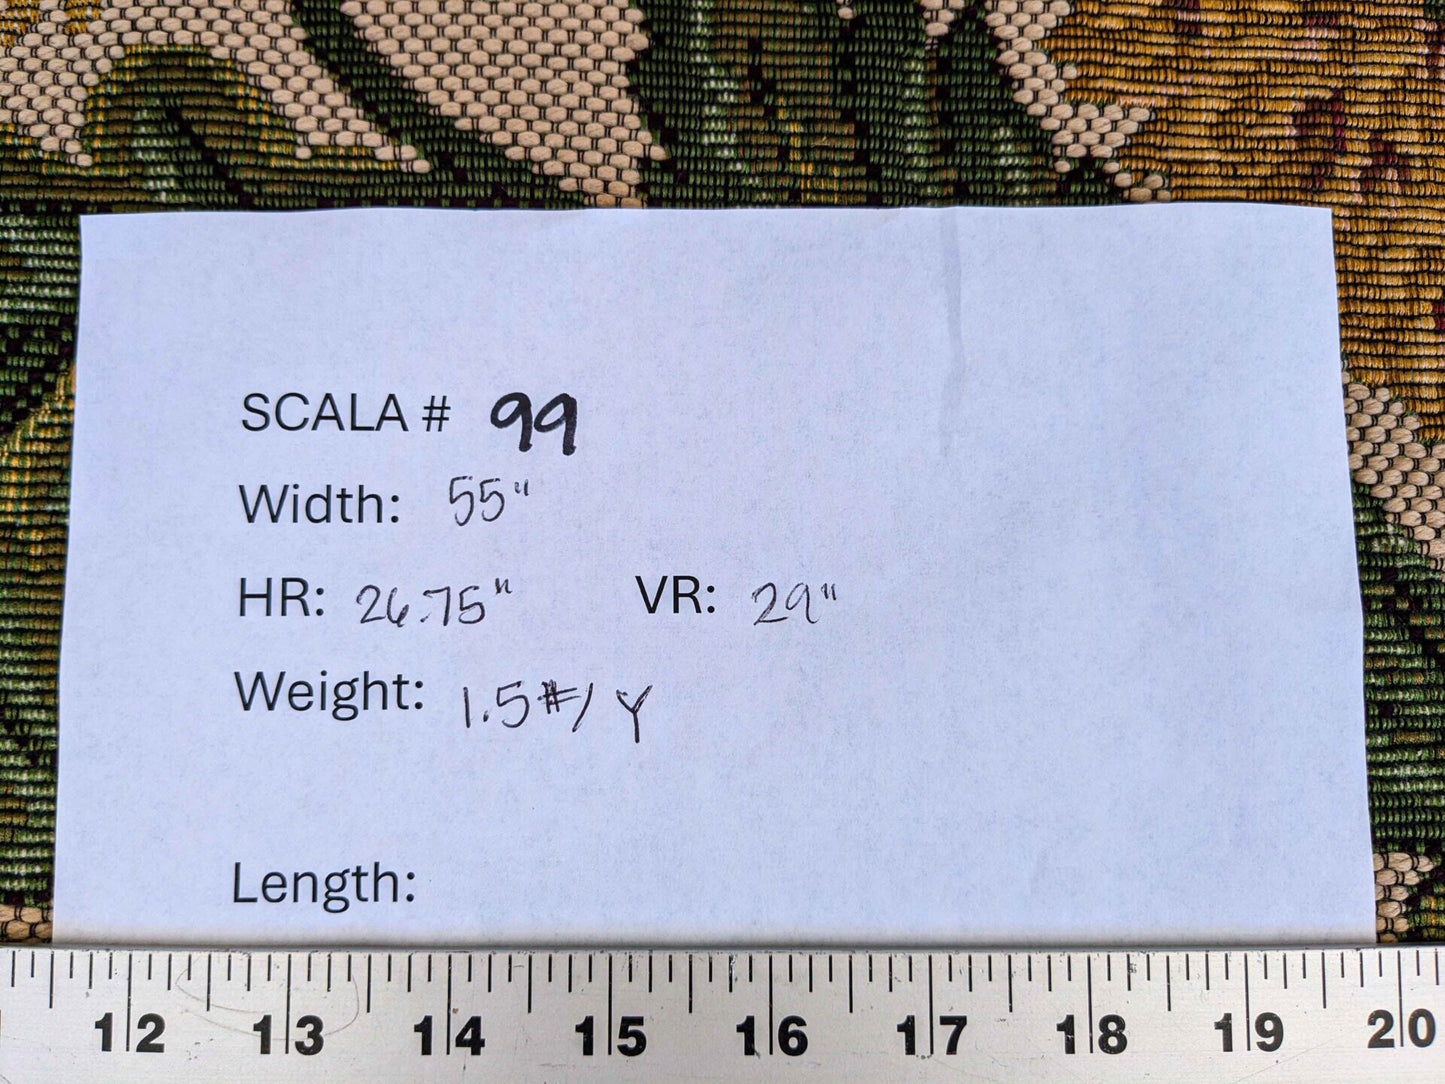 SCALA # 99
Width: 55"
HR: 26.75" VR: 29"
Weight: 1.5#/Y
Length:
12 13 14 15 16 17 18 19 20